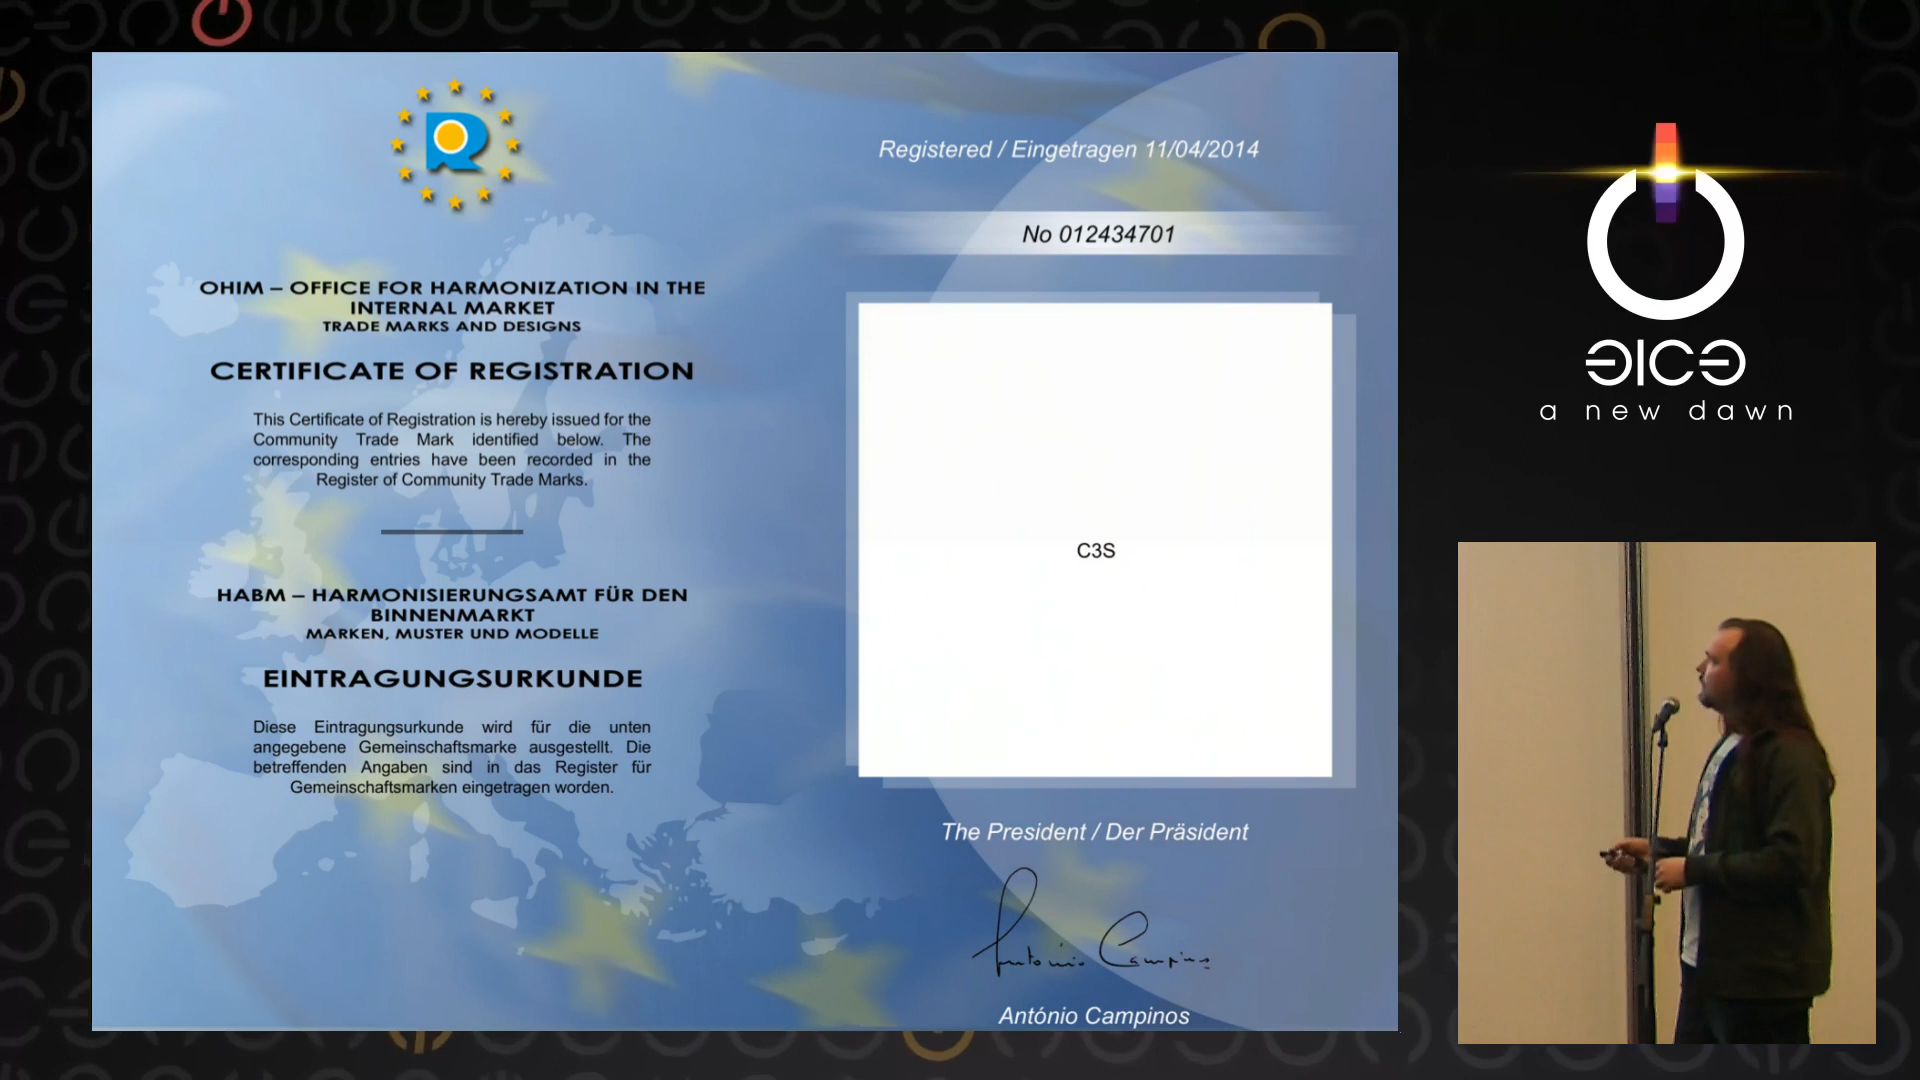 OHIM – OFFICE FOR HARMONIZATION IN THE
INTERNAL MARKET
TRADE MARKS AND DESIGNS
CERTIFICATE OF REGISTRATION
This Certificate of Registration is hereby issued for the
Community Trade Mark identified below. The
corresponding entries have been recorded in the
Register of Community Trade Marks.
HABM – HARMONISIERUNGSAMT FÜR DEN
BINNENMARKT
MARKEN, MUSTER UND MODELLE
EINTRAGUNGSURKUNDE
Diese Eintragungsurkunde wird für die unten
angegebene Gemeinschaftsmarke ausgestellt. Die
betreffenden Angaben sind in das Register für
Gemeinschaftsmarken eingetragen worden.
Registered / Eingetragen 11/04/2014
No 012434701
C3S
The President / Der Präsident
António Campinos
António Campinos
a new dawn